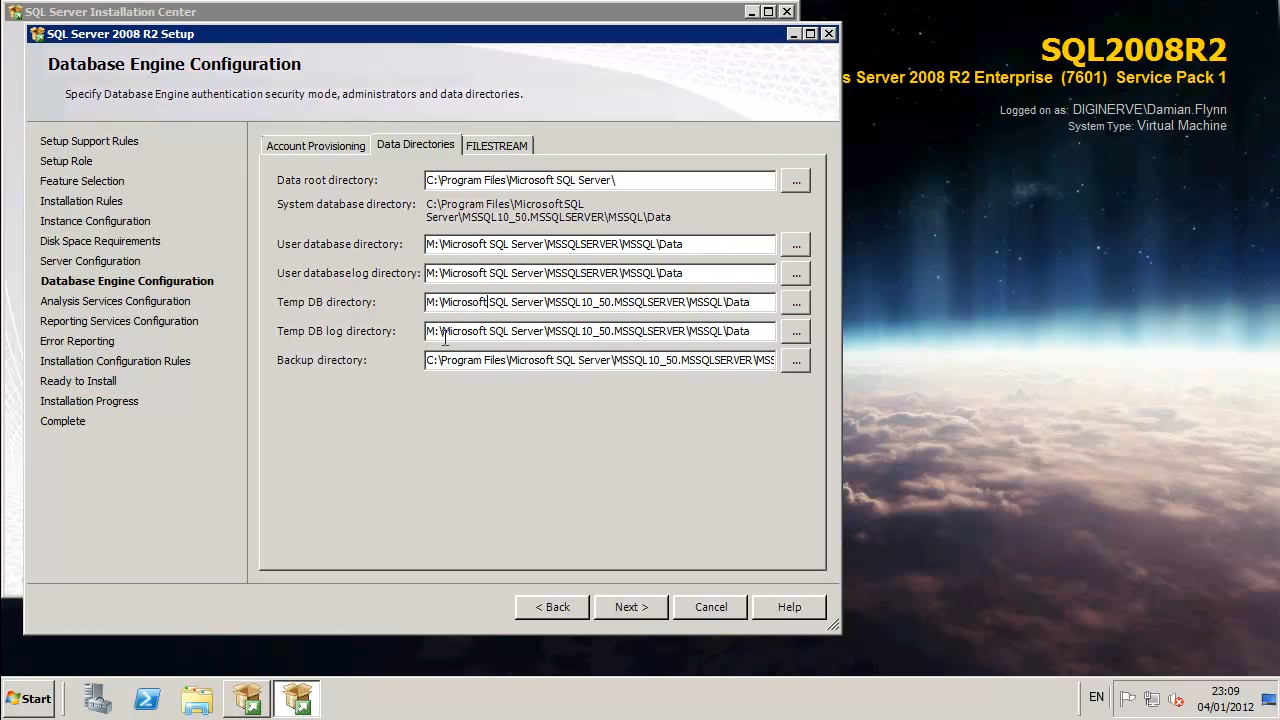 SQL Server Installation Center
SQL Server 2008 R2 Setup
Database Engine Configuration
Specify Database Engine authentication security mode, administrators and data directories.
Setup Support Rules
Setup Role
Feature Selection
Installation Rules
Instance Configuration
Disk Space Requirements
Server Configuration
Database Engine Configuration
Analysis Services Configuration
Reporting Services Configuration
Error Reporting
Installation Configuration Rules
Ready to Install
Installation Progress
Complete
Account Provisioning
Data Directories
FILESTREAM
Data root directory: C:\Program Files\Microsoft SQL Server\ ...
System database directory: C:\Program Files\Microsoft SQL
Server\MSSQL10_50.MSSQLSERVER\MSSQL\Data
User database directory: M:\Microsoft SQL Server\MSSQLSERVER\MSSQL\Data ...
User database log directory: M:\Microsoft SQL Server\MSSQLSERVER\MSSQL\Data ...
Temp DB directory: M:\Microsoft SQL Server\MSSQL10_50.MSSQLSERVER\MSSQL\Data ...
Temp DB log directory: M:\Microsoft SQL Server\MSSQL10_50.MSSQLSERVER\MSSQL\Data ...
Backup directory: C:\Program Files\Microsoft SQL Server\MSSQL10_50.MSSQLSERVER\MSS ...
< Back
Next >
Cancel
Help
SQL2008R2
s Server 2008 R2 Enterprise (7601) Service Pack 1
Logged on as: DIGINERVE\Damian.Flynn
System Type: Virtual Machine
Start
EN
23:09
04/01/2012